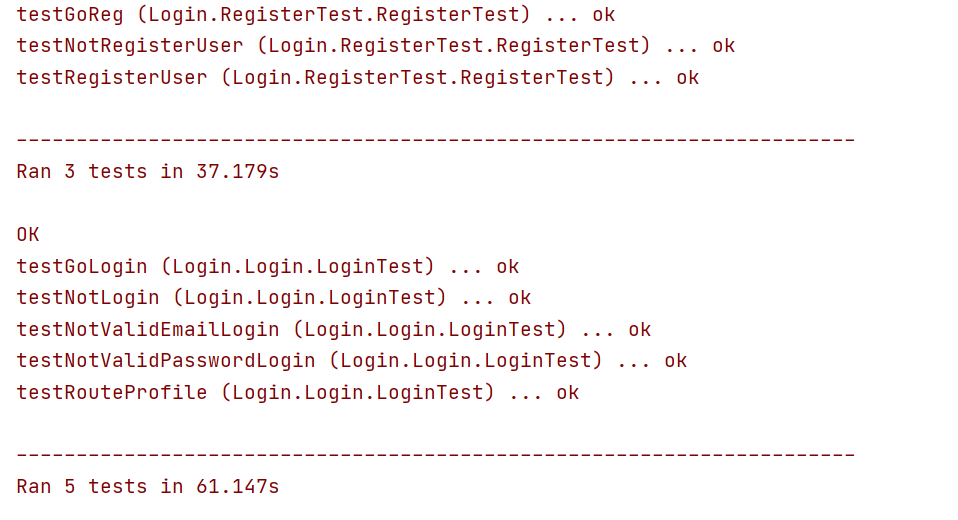 testGoReg (Login.RegisterTest.RegisterTest) ... ok
testNotRegisterUser (Login.RegisterTest.RegisterTest) ... ok
testRegisterUser (Login.RegisterTest.RegisterTest) ... ok
----------------------------------------------------------------------
Ran 3 tests in 37.179s
OK
testGoLogin (Login.Login.LoginTest) ... ok
testNotLogin (Login.Login.LoginTest) ... ok
testNotValidEmailLogin (Login.Login.LoginTest) ... ok
testNotValidPasswordLogin (Login.Login.LoginTest) ... ok
testRouteProfile (Login.Login.LoginTest) ... ok
----------------------------------------------------------------------
Ran 5 tests in 61.147s